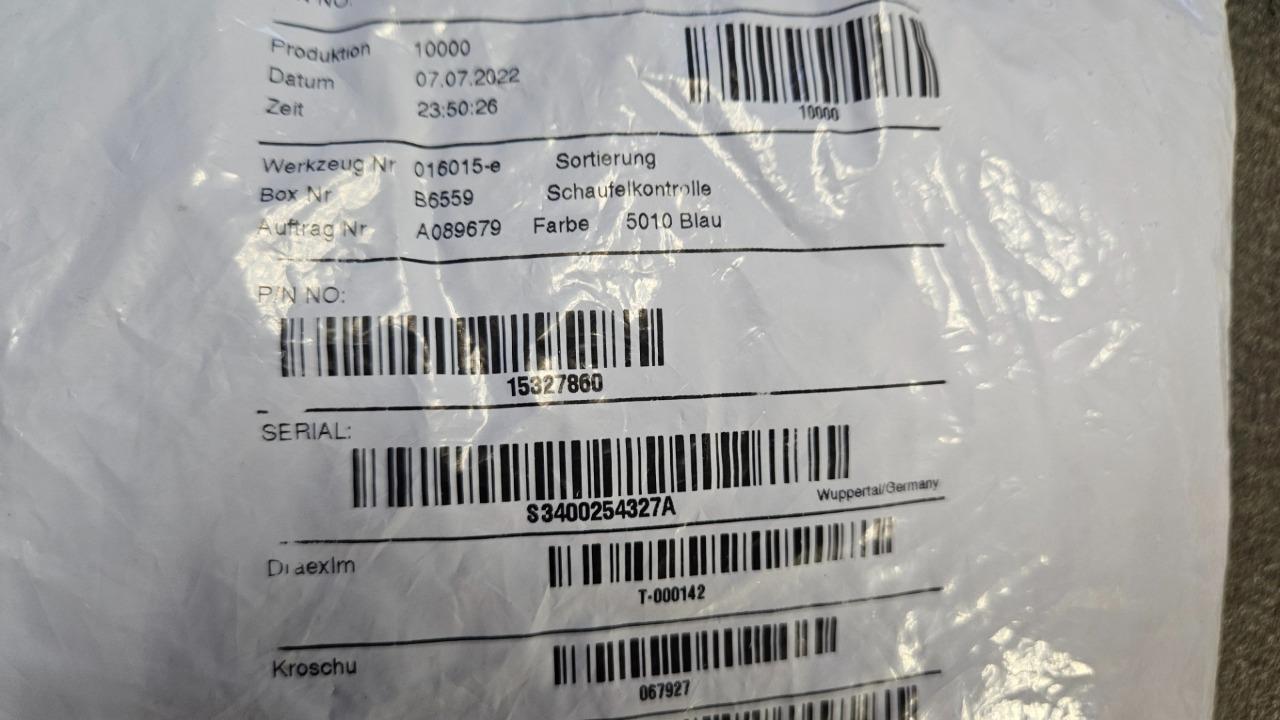 NO:
Produktion 10000
Datum 07.07.2022
Zeit 23:50:26
10000
Werkzeug Nr 016015-e Sortierung
Box Nr B6559 Schaufelkontrolle
Auftrag Nr A089679 Farbe 5010 Blau
P/N NO:
15327860
SERIAL:
S3400254327A
Wuppertal/Germany
Draexlm
T-000142
Kroschu
067927